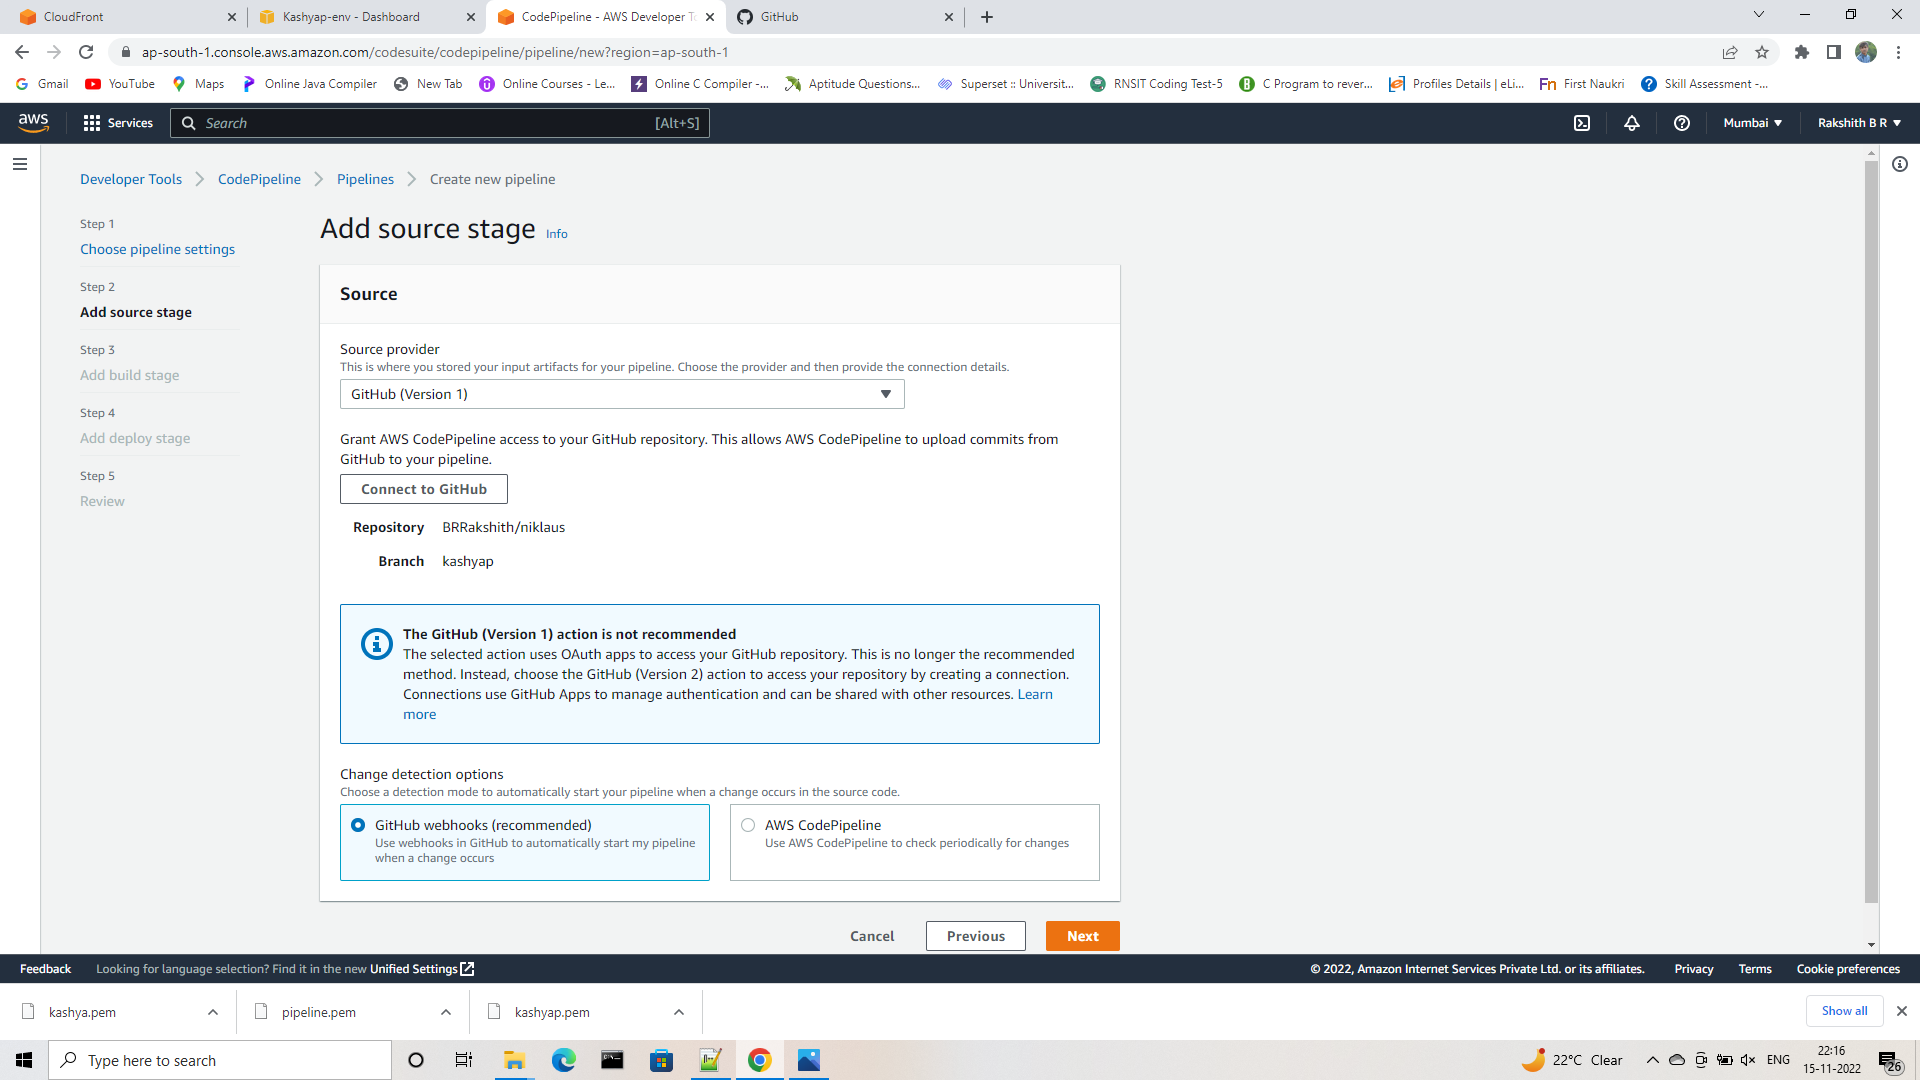 CloudFront
Kashyap-env - Dashboard
CodePipeline - AWS Developer To
GitHub
ap-south-1.console.aws.amazon.com/codesuite/codepipeline/pipeline/new?region=ap-south-1
Gmail
YouTube
Maps
Online Java Compiler
New Tab
Online Courses - Le...
Online C Compiler -...
Aptitude Questions...
Superset :: Universit...
RNSIT Coding Test-5
C Program to rever...
Profiles Details | eLi...
First Naukri
Skill Assessment -...
aws
Services
Search
[Alt+S]
Mumbai
Rakshith B R
Developer Tools
CodePipeline
Pipelines
Create new pipeline
Step 1
Choose pipeline settings
Step 2
Add source stage
Step 3
Add build stage
Step 4
Add deploy stage
Step 5
Review
Add source stage Info
Source
Source provider
This is where you stored your input artifacts for your pipeline. Choose the provider and then provide the connection details.
GitHub (Version 1)
Grant AWS CodePipeline access to your GitHub repository. This allows AWS CodePipeline to upload commits from
GitHub to your pipeline.
Connect to GitHub
Repository BRRakshith/niklaus
Branch kashyap
The GitHub (Version 1) action is not recommended
The selected action uses OAuth apps to access your GitHub repository. This is no longer the recommended
method. Instead, choose the GitHub (Version 2) action to access your repository by creating a connection.
Connections use GitHub Apps to manage authentication and can be shared with other resources. Learn
more
Change detection options
Choose a detection mode to automatically start your pipeline when a change occurs in the source code.
GitHub webhooks (recommended)
Use webhooks in GitHub to automatically start my pipeline
when a change occurs
AWS CodePipeline
Use AWS CodePipeline to check periodically for changes
Cancel
Previous
Next
Feedback
Looking for language selection? Find it in the new Unified Settings
© 2022, Amazon Internet Services Private Ltd. or its affiliates.
Privacy
Terms
Cookie preferences
kashya.pem
pipeline.pem
kashyap.pem
Show all
Type here to search
22°C Clear
ENG
22:16
15-11-2022
26